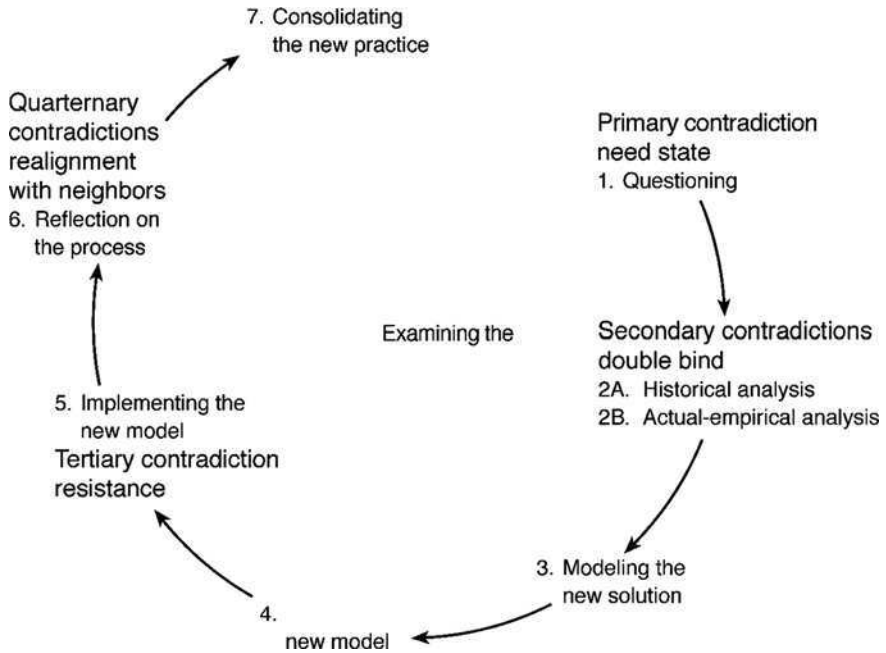 7. Consolidating
the new practice
Quarternary
contradictions
realignment
with neighbors
6. Reflection on
the process
Primary contradiction
need state
1. Questioning
Examining the
Secondary contradictions
double bind
2A. Historical analysis
2B. Actual-empirical analysis
5. Implementing the
new model
Tertiary contradiction
resistance
3. Modeling the
new solution
4.
new model